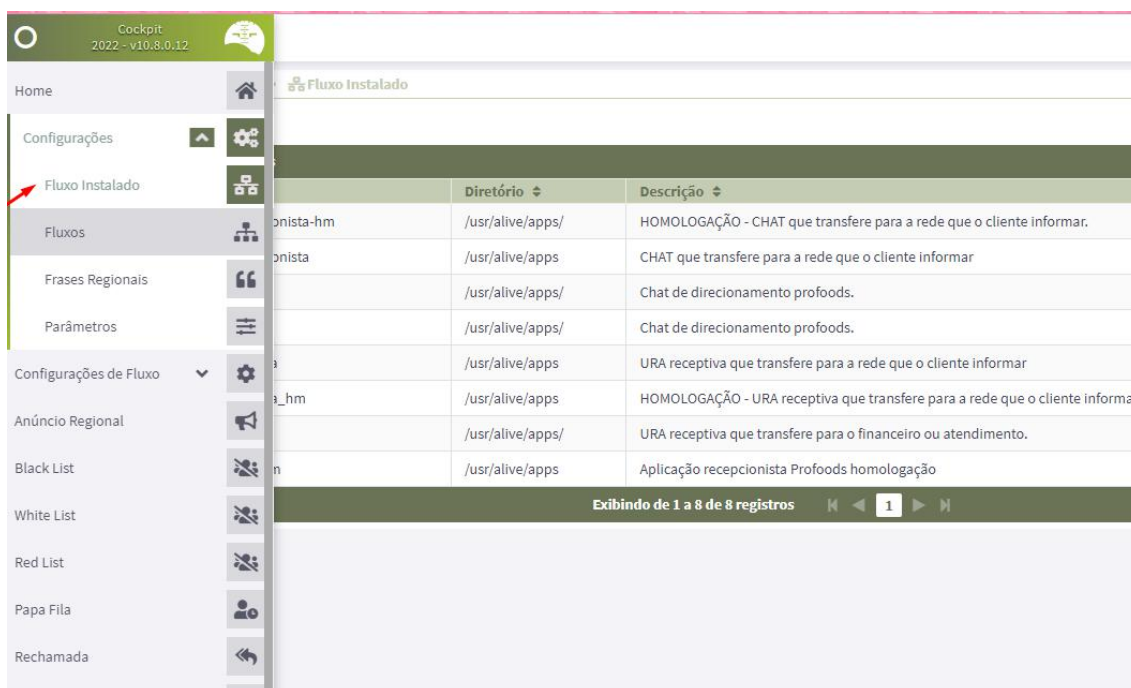 Cockpit
2022 - v10.8.0.12
Home
Configurações
Fluxo Instalado
Fluxos
Frases Regionais
Parâmetros
Configurações de Fluxo
Anúncio Regional
Black List
White List
Red List
Papa Fila
Rechamada
Fluxo Instalado
s
Diretório Descrição
onista-hm /usr/alive/apps/ HOMOLOGAÇÃO - CHAT que transfere para a rede que o cliente informar.
onista /usr/alive/apps CHAT que transfere para a rede que o cliente informar
/usr/alive/apps/ Chat de direcionamento profoods.
/usr/alive/apps/ Chat de direcionamento profoods.
a /usr/alive/apps/ URA receptiva que transfere para a rede que o cliente informar
a_hm /usr/alive/apps HOMOLOGAÇÃO - URA receptiva que transfere para a rede que o cliente informa
/usr/alive/apps/ URA receptiva que transfere para o financeiro ou atendimento.
m /usr/alive/apps Aplicação recepcionista Profoods homologação
Exibindo de 1 a 8 de 8 registros 1